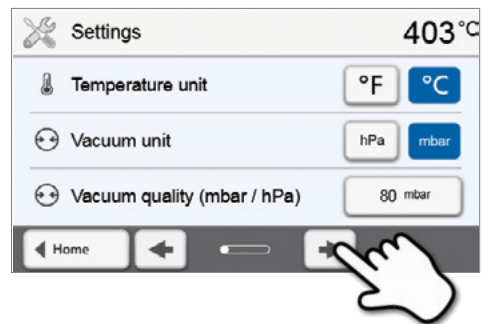 Settings 403 °C
Temperature unit °F °C
Vacuum unit hPa mbar
Vacuum quality (mbar / hPa) 80 mbar
Home